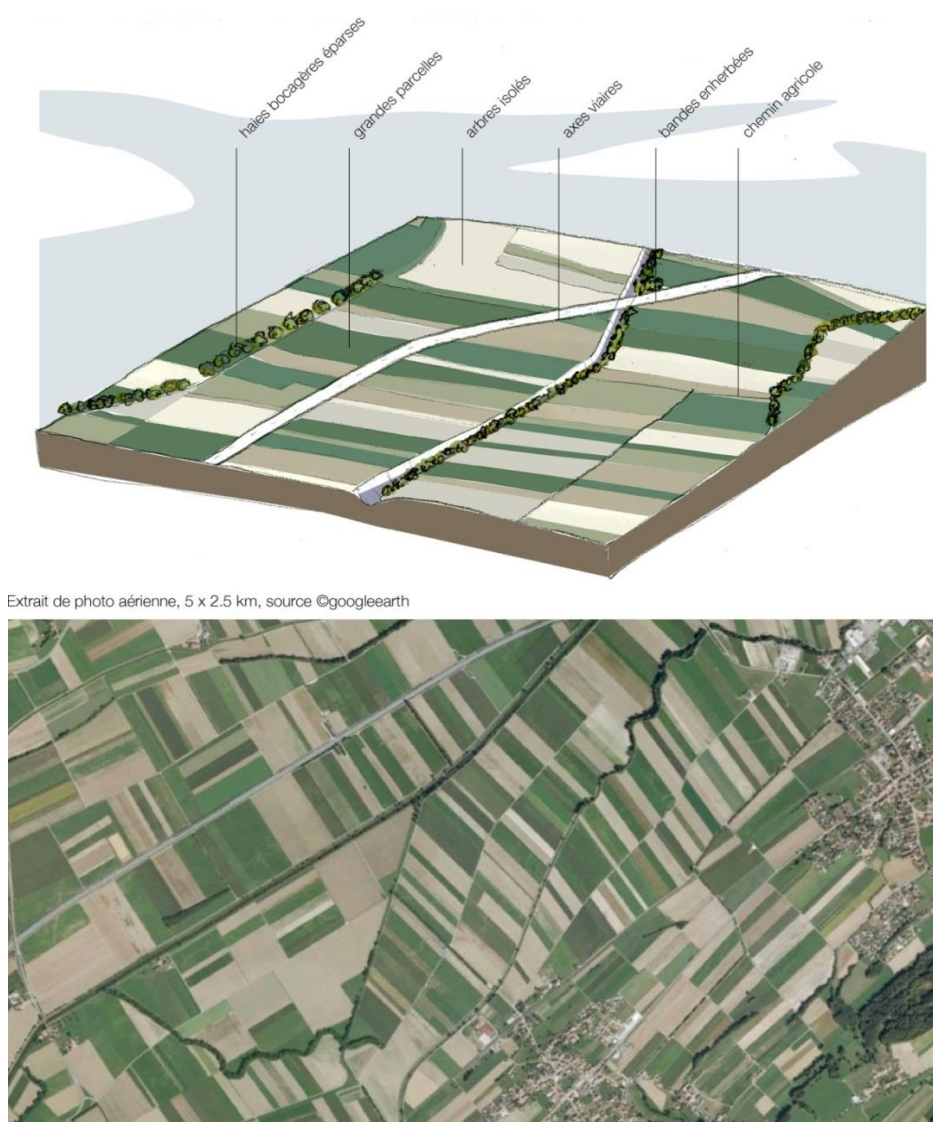 haies bocagères éparses
grandes parcelles
arbres isolés
axes viaires
bandes enherbées
chemin agricole
Extrait de photo aérienne, 5 x 2.5 km, source ©googleearth